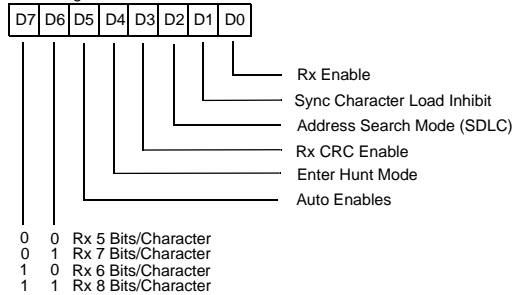 D7 D6 D5 D4 D3 D2 D1 D0
Rx Enable
Sync Character Load Inhibit
Address Search Mode (SDLC)
Rx CRC Enable
Enter Hunt Mode
Auto Enables
0 0 Rx 5 Bits/Character
0 1 Rx 7 Bits/Character
1 0 Rx 6 Bits/Character
1 1 Rx 8 Bits/Character